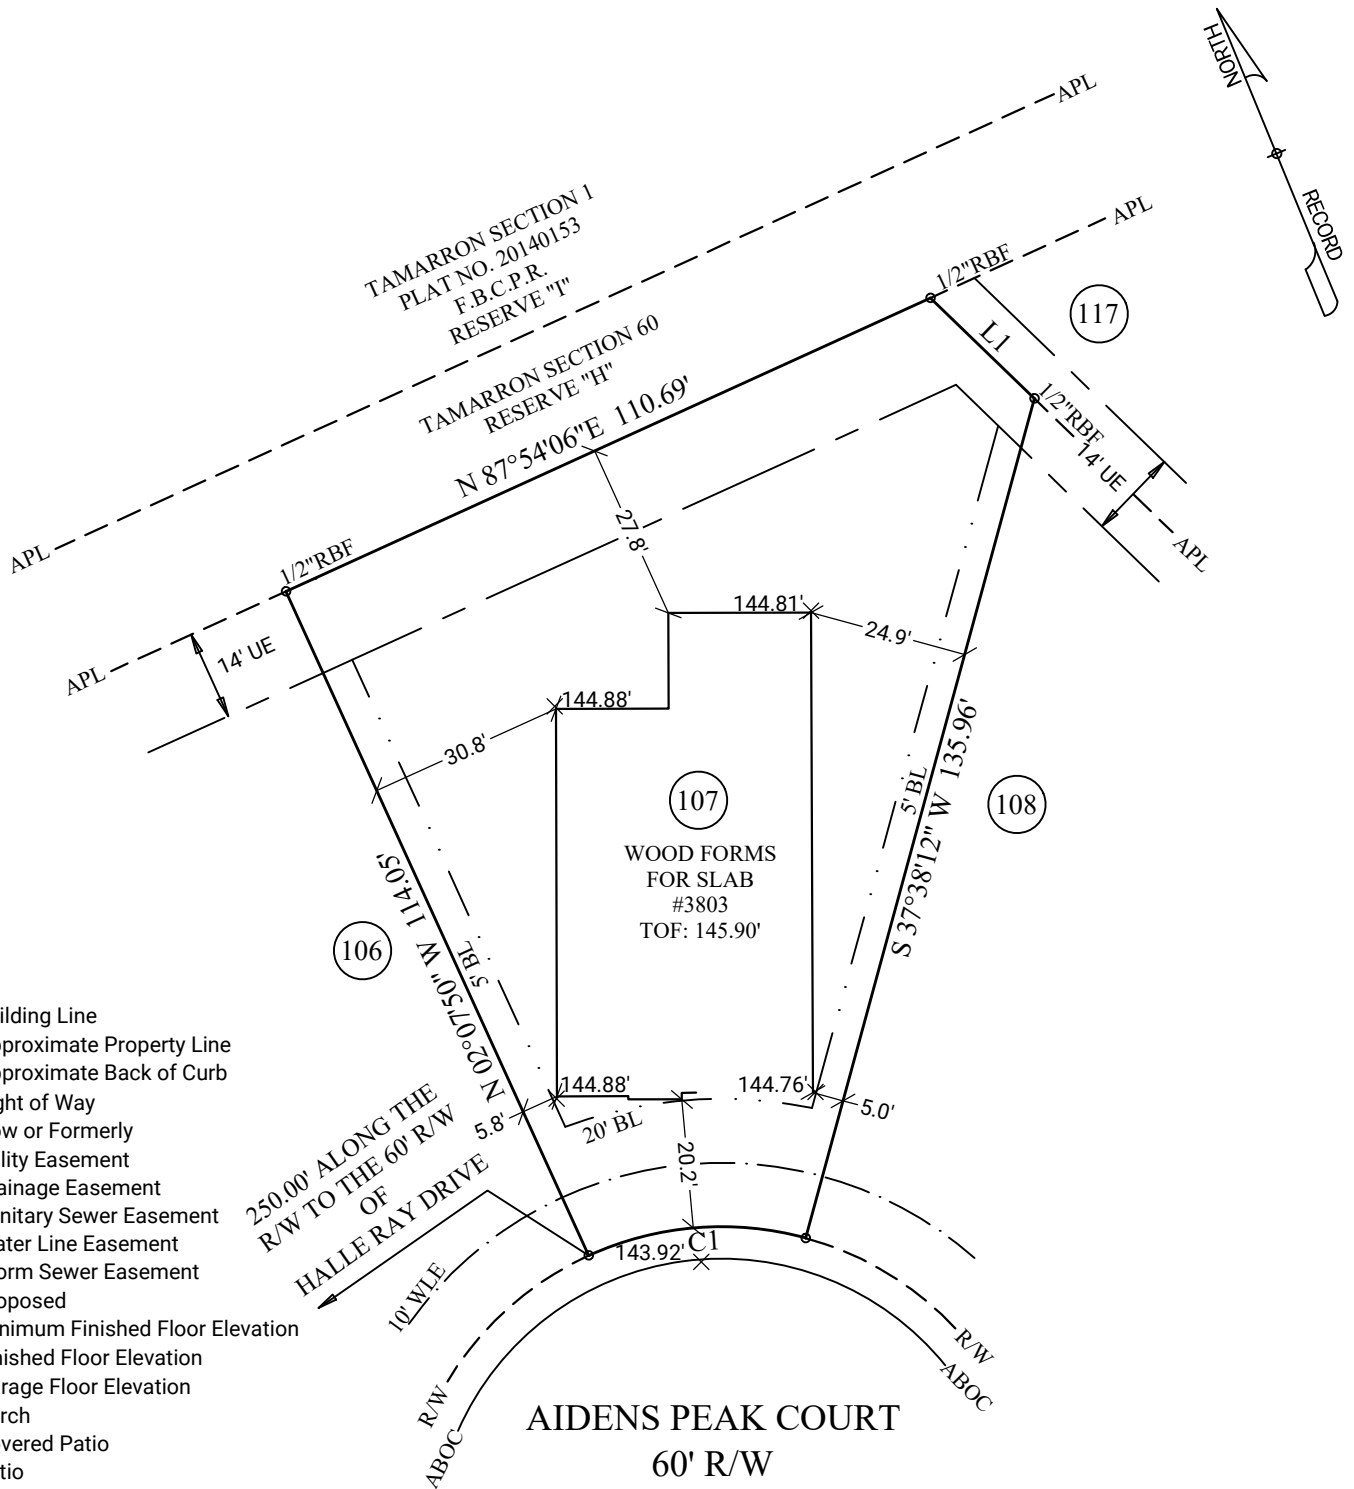 NORTH
RECORD
APL
APL
TAMARRON SECTION 1
PLAT NO. 20140153
F.B.C.P.R.
RESERVE "I"
1/2"RBF
117
TAMARRON SECTION 60
RESERVE "H"
L1
N 87°54'06"E 110.69'
1/2"RBF
14' UE
APL
27.8'
APL
1/2"RBF
14' UE
APL
144.81'
24.9'
144.88'
30.8'
107
WOOD FORMS
FOR SLAB
#3803
TOF: 145.90'
5' BL
S 37°38'12" W 135.96'
108
N 02°07'50" W 114.05'
5' BL
106
144.88'
144.76'
5.8'
5.0'
20' BL
20.2'
250.00' ALONG THE
R/W TO THE 60' R/W
OF
HALLE RAY DRIVE
143.92'
C1
10' WLE
R/W
ABOC
R/W
ABOC
AIDENS PEAK COURT
60' R/W
ilding Line
proximate Property Line
proximate Back of Curb
ght of Way
ow or Formerly
ility Easement
ainage Easement
nitary Sewer Easement
ater Line Easement
orm Sewer Easement
oposed
nimum Finished Floor Elevation
nished Floor Elevation
rage Floor Elevation
rch
overed Patio
tio